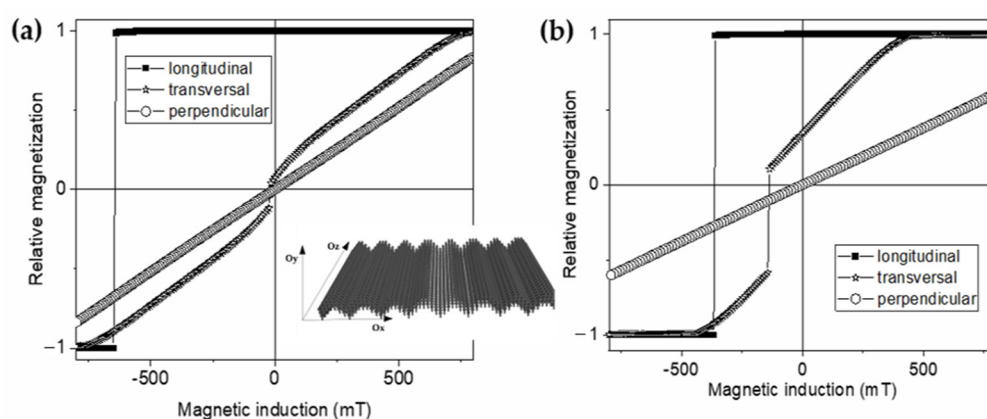 (a)
Relative magnetization
1
0
−1
longitudinal
transversal
perpendicular
Oy
Oz
Ox
-500
0
500
Magnetic induction (mT)
(b)
Relative magnetization
1
0
−1
longitudinal
transversal
perpendicular
-500
0
500
Magnetic induction (mT)